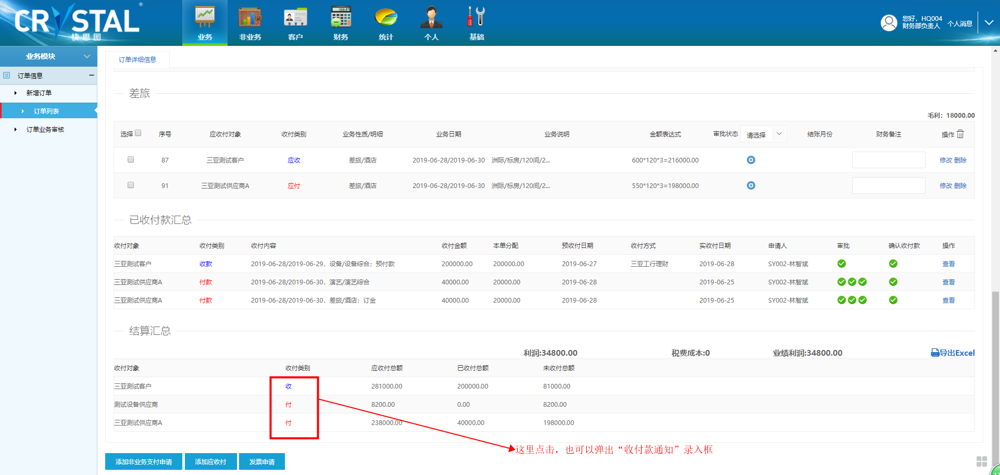 CRYSTAL ®
快思图
业务 非业务 客户 财务 统计 个人 基础
您好，HQ004
财务部负责人 个人消息
业务模块
订单信息
新增订单
订单列表
订单业务审核
订单详细信息
差旅
毛利：18000.00
选择 序号 应收付对象 收付类别 业务性质/明细 业务日期 业务说明 金额表达式 审批状态 请选择 结账月份 财务备注 操作
87 三亚测试客户 应收 差旅/酒店 2019-06-28/2019-06-30 洲际/标房/120间/2... 600*120*3=216000.00 修改 删除
91 三亚测试供应商A 应付 差旅/酒店 2019-06-28/2019-06-30 洲际/标房/120间/2... 550*120*3=198000.00 修改 删除
已收付款汇总
收付对象 收付类别 收付内容 收付金额 本单分配 预收付日期 收付方式 实收付日期 申请人 审批 确认收付款 操作
三亚测试客户 收款 2019-06-28/2019-06-29，设备/设备综合；预付款 200000.00 200000.00 2019-06-27 三亚工行理财 2019-06-28 SY002-林智斌 查看
三亚测试供应商A 付款 2019-06-28/2019-06-30，演艺/演艺综合 40000.00 20000.00 2019-06-28 2019-06-25 SY002-林智斌 查看
三亚测试供应商A 付款 2019-06-28/2019-06-30，差旅/酒店；订金 40000.00 20000.00 2019-06-28 2019-06-25 SY002-林智斌 查看
结算汇总
利润:34800.00 税费成本:0 业绩利润:34800.00 导出Excel
收付对象 收付类别 应收付总额 已收付总额 未收付总额
三亚测试客户 收 281000.00 200000.00 81000.00
测试设备供应商 付 8200.00 0.00 8200.00
三亚测试供应商A 付 238000.00 40000.00 198000.00
这里点击，也可以弹出“收付款通知”录入框
添加非业务支付申请 添加应收付 发票申请